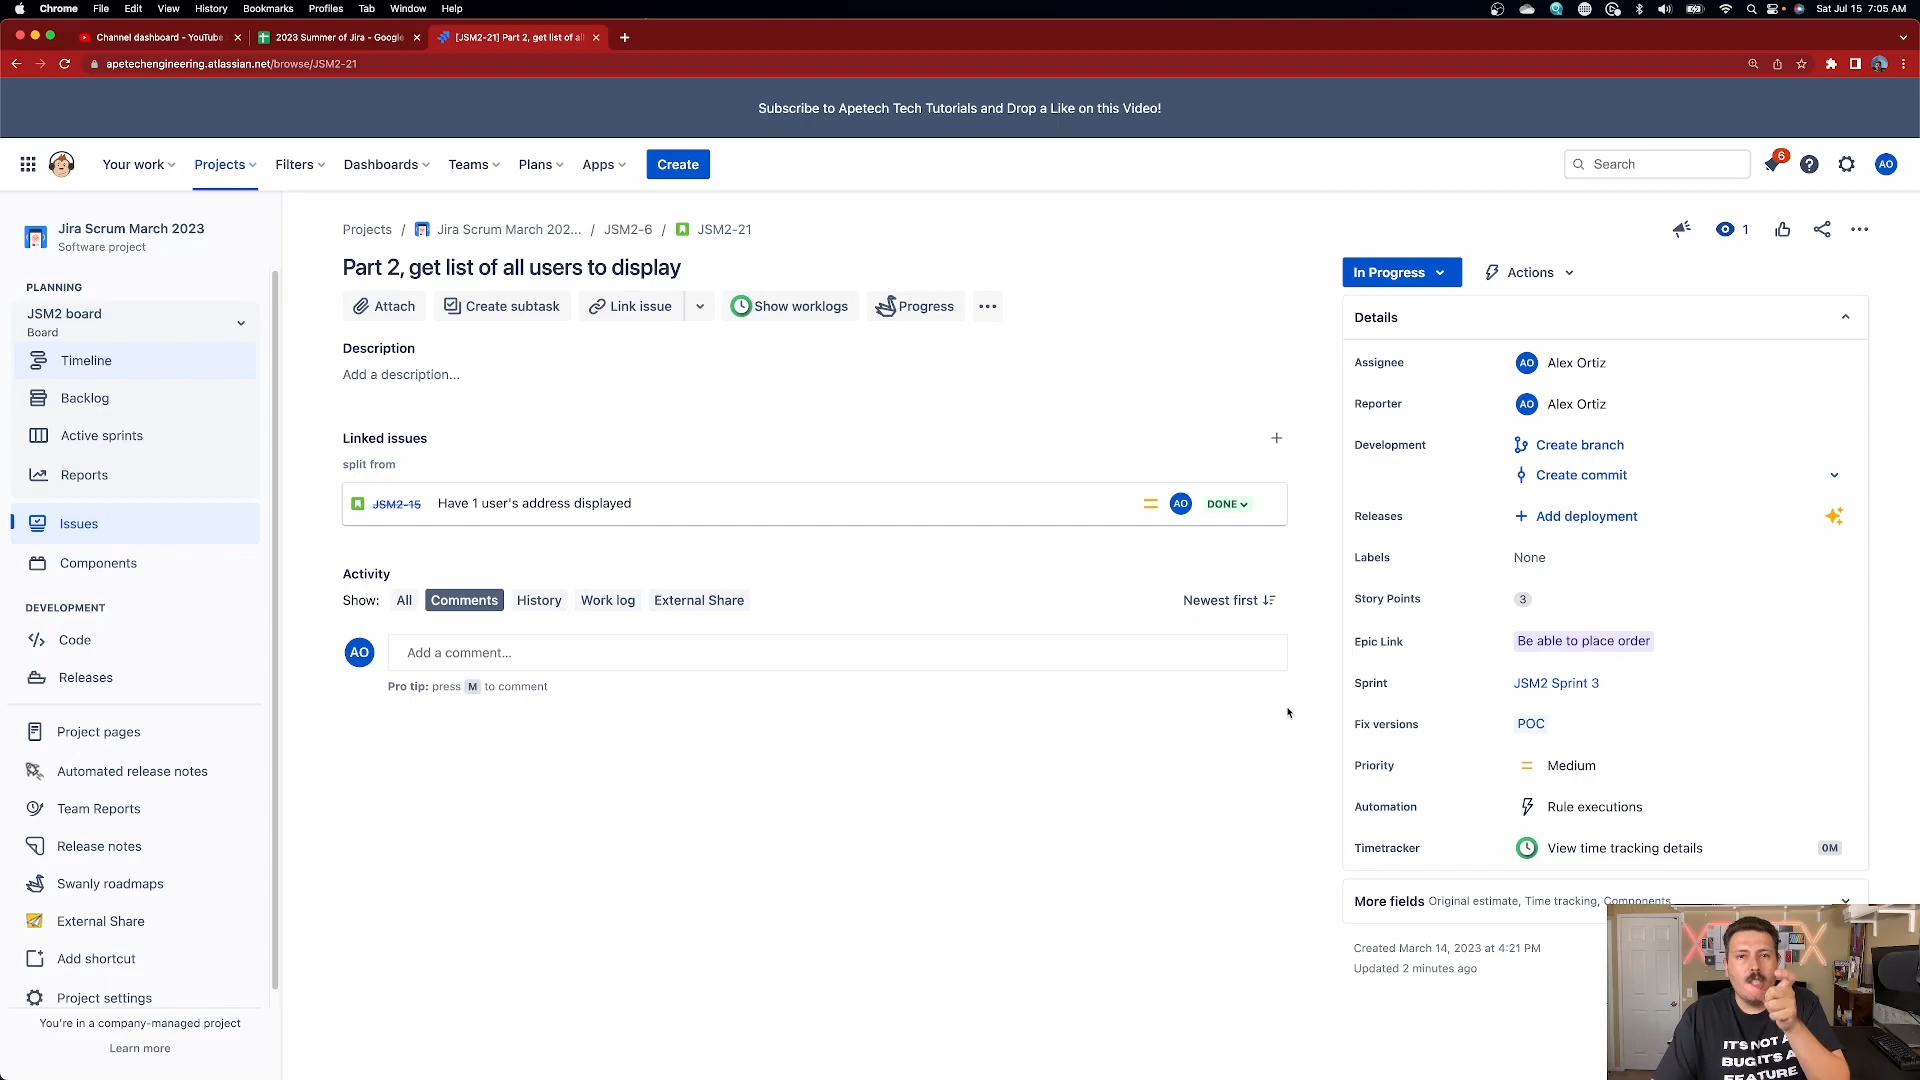 Chrome File Edit View History Bookmarks Profiles Tab Window Help
Sat Jul 15 7:05 AM
Channel dashboard - YouTube
2023 Summer of Jira - Google
[JSM2-21] Part 2, get list of al
apetechengineering.atlassian.net/browse/JSM2-21
Subscribe to Apetech Tech Tutorials and Drop a Like on this Video!
Your work Projects Filters Dashboards Teams Plans Apps Create
Search
6
AO
Jira Scrum March 2023
Software project
PLANNING
JSM2 board
Board
Timeline
Backlog
Active sprints
Reports
Issues
Components
DEVELOPMENT
Code
Releases
Project pages
Automated release notes
Team Reports
Release notes
Swanly roadmaps
External Share
Add shortcut
Project settings
You're in a company-managed project
Learn more
Projects / Jira Scrum March 202... / JSM2-6 / JSM2-21
1
Part 2, get list of all users to display
Attach Create subtask Link issue Show worklogs Progress
Description
Add a description...
Linked issues
split from
JSM2-15 Have 1 user's address displayed AO DONE
Activity
Show: All Comments History Work log External Share
Newest first
AO Add a comment...
Pro tip: press M to comment
In Progress Actions
Details
Assignee AO Alex Ortiz
Reporter AO Alex Ortiz
Development Create branch
Create commit
Releases + Add deployment
Labels None
Story Points 3
Epic Link Be able to place order
Sprint JSM2 Sprint 3
Fix versions POC
Priority Medium
Automation Rule executions
Timetracker View time tracking details 0M
More fields Original estimate, Time tracking, Components
Created March 14, 2023 at 4:21 PM
Updated 2 minutes ago
IT'S NOT A
BUG IT'S A
FEATURE